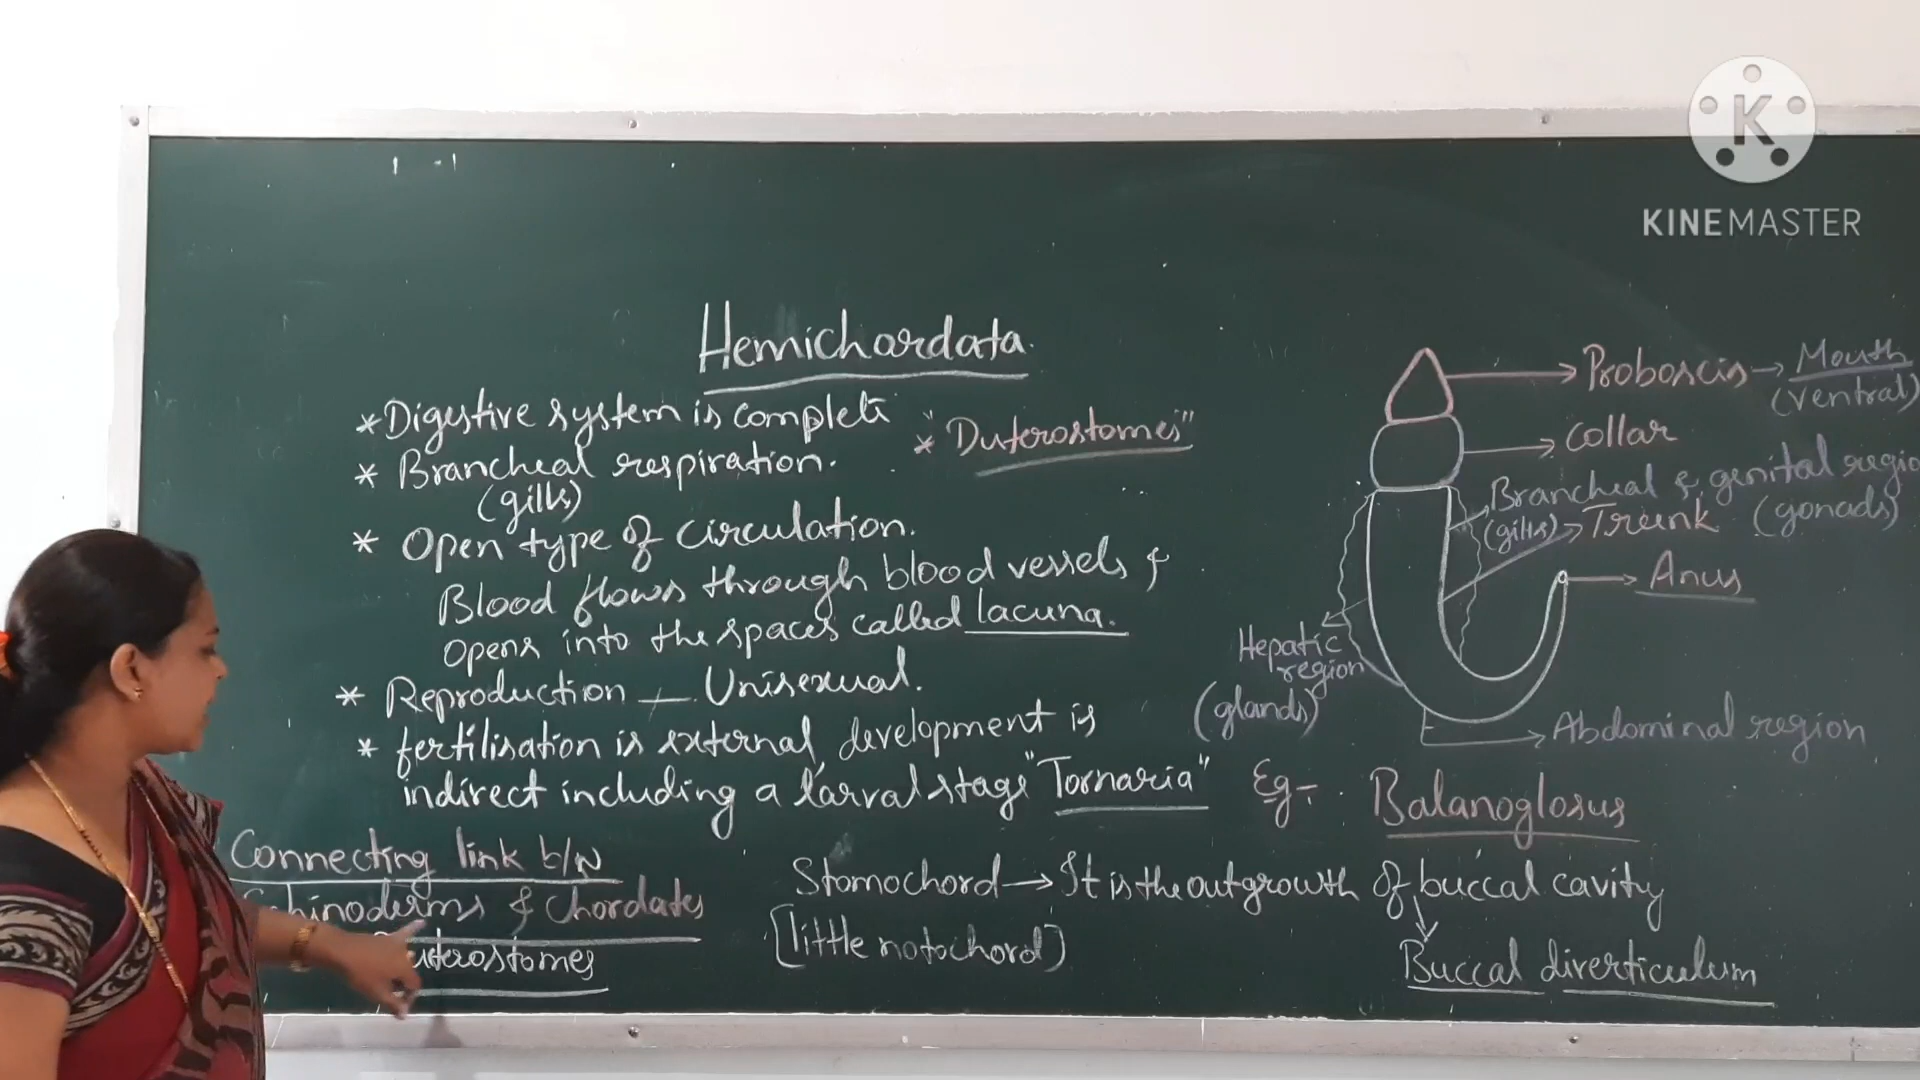 K
KINEMASTER
Hemichordata
* Digestive system is complete
* "Duterostomes"
* Brancheal respiration.
(gills)
* Open type of circulation.
Blood flows through blood vessels &
opens into the spaces called lacuna.
* Reproduction — Unisexual.
* fertilisation is external, development is
indirect including a larval stage "Tornaria"
Connecting link b/n
& Chordates
Stomochord → It is the outgrowth of buccal cavity
[little notochord]
Buccal diverticulum
Proboscis → Mouth
(ventral)
Collar
Brancheal & genital regio
(gills) → Trunk (gonads)
Anus
Hepatic
region
(glands)
Abdominal region
Eg - Balanoglosus